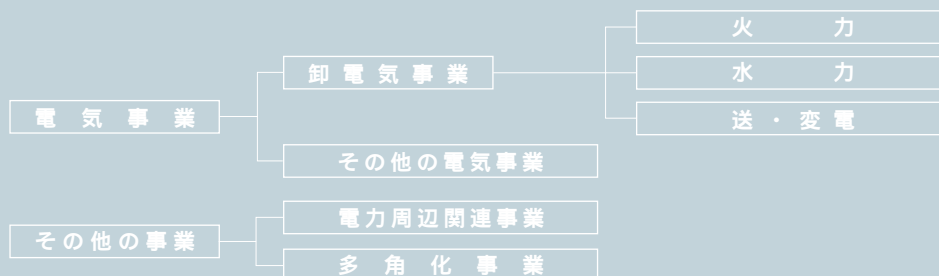 火力
卸電気事業
水力
電気事業
送・変電
その他の電気事業
電力周辺関連事業
その他の事業
多角化事業